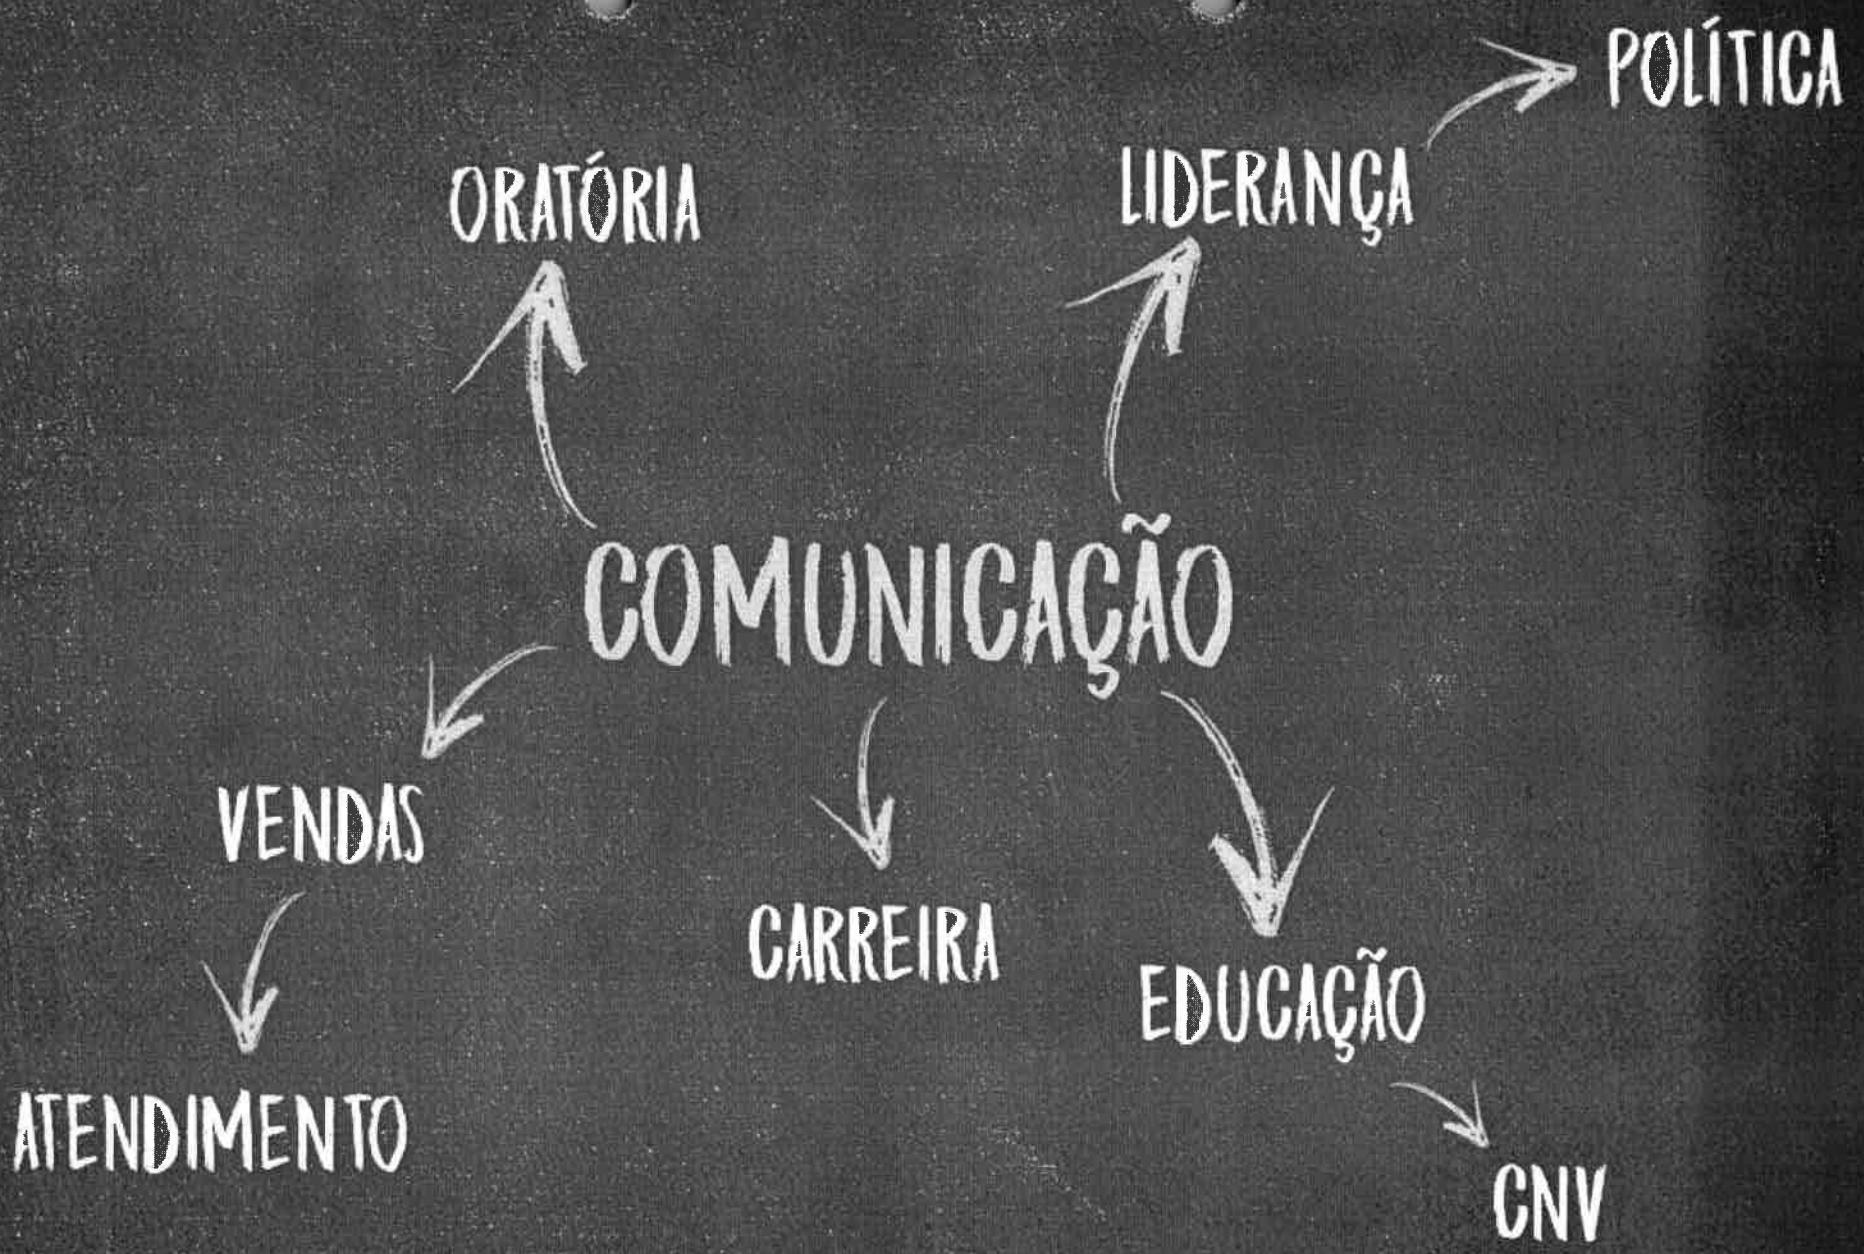 POLÍTICA
ORATÓRIA
LIDERANÇA
COMUNICAÇÃO
VENDAS
CARREIRA
EDUCAÇÃO
ATENDIMENTO
CNV